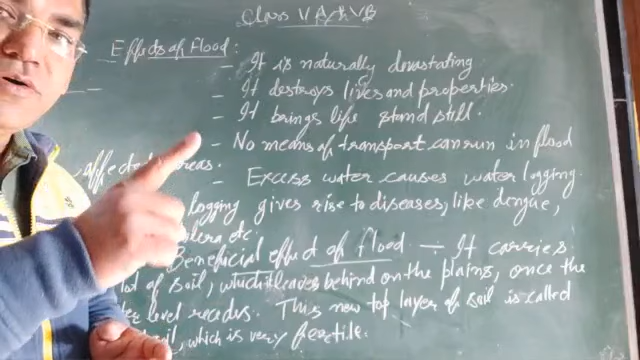 Class V A & V B
Effects of Flood:
- It is naturally devastating
- It destroys lives and properties.
- It brings life stand still.
- No means of transport can run in flood
affected areas.
- Excess water causes water logging.
logging gives rise to diseases, like dengue,
etc.
Beneficial effect of flood - It carries
lot of soil, which it leaves behind on the plains, once the
level recedes. This new top layer of soil is called
soil, which is very fertile.